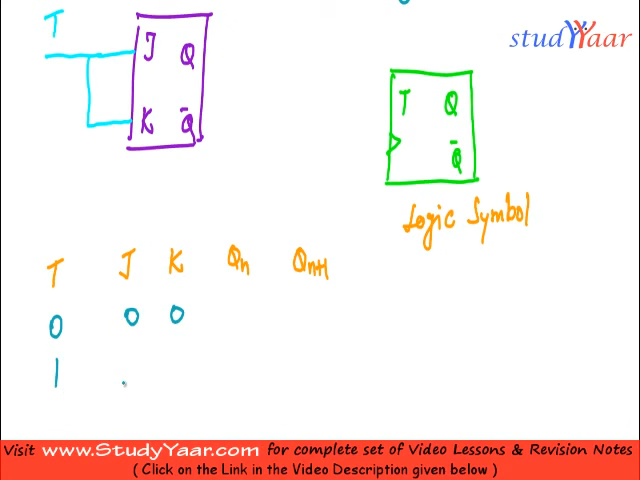 T
J Q
K Q̅
studYYaar
T Q
Q̅
Logic Symbol
T J K Qn Qn+1
0 0 0
1
Visit www.StudyYaar.com for complete set of Video Lessons & Revision Notes
( Click on the Link in the Video Description given below )